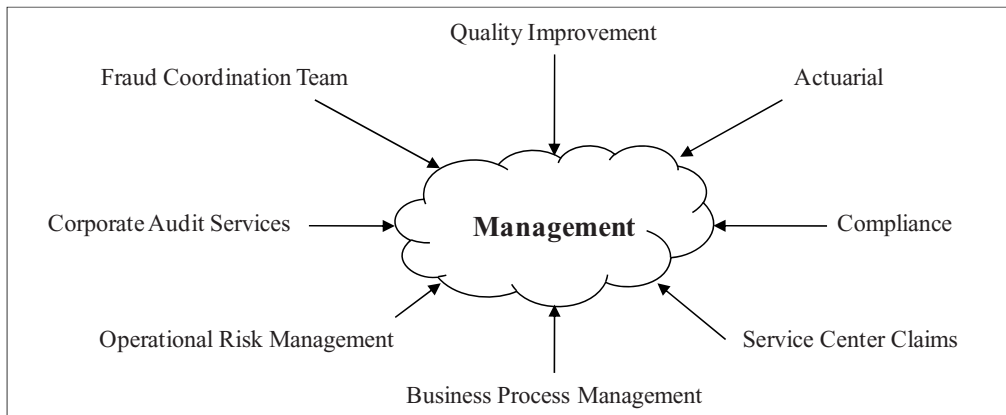 Quality Improvement
Fraud Coordination Team
Actuarial
Corporate Audit Services
Management
Compliance
Operational Risk Management
Service Center Claims
Business Process Management